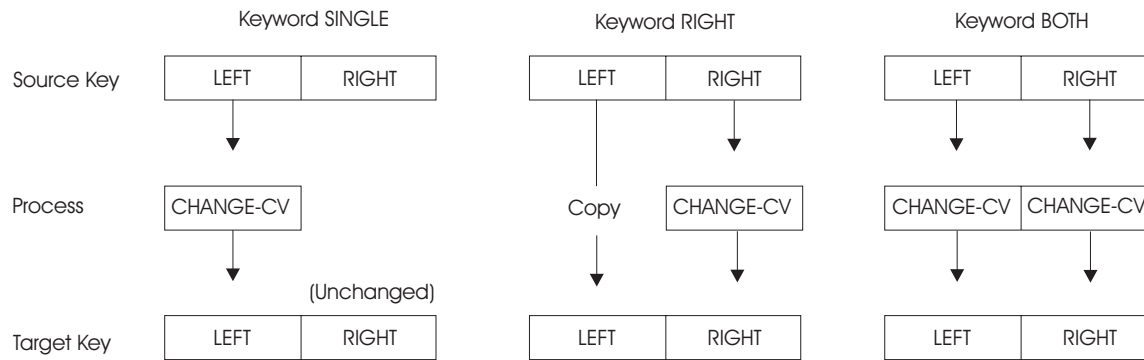 Keyword SINGLE Keyword RIGHT Keyword BOTH
Source Key LEFT RIGHT LEFT RIGHT LEFT RIGHT
Process CHANGE-CV Copy CHANGE-CV CHANGE-CV CHANGE-CV
(Unchanged)
Target Key LEFT RIGHT LEFT RIGHT LEFT RIGHT